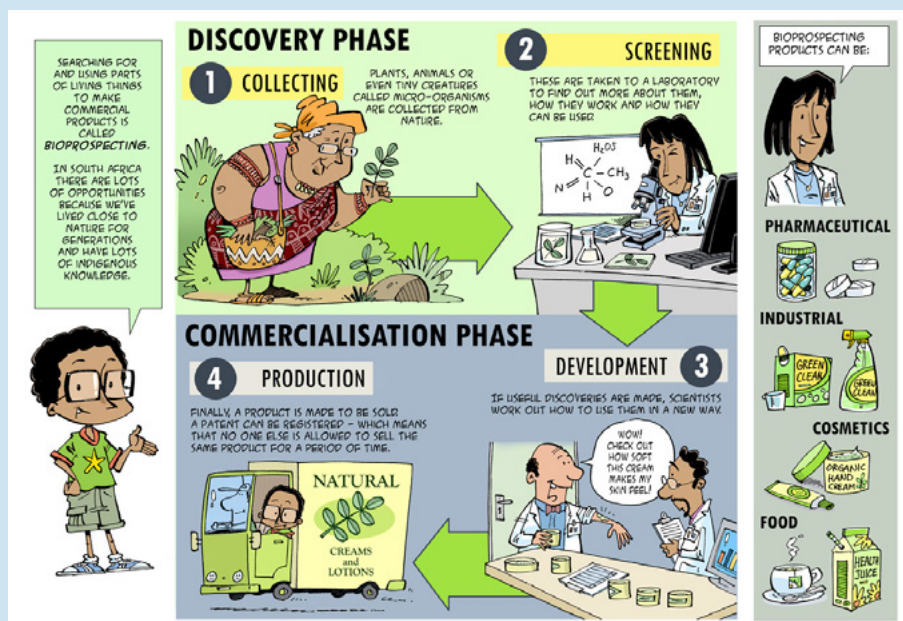 SEARCHING FOR
AND USING PARTS
OF LIVING THINGS
TO MAKE
COMMERCIAL
PRODUCTS IS
CALLED
BIOPROSPECTING.
IN SOUTH AFRICA
THERE ARE LOTS
OF OPPORTUNITIES
BECAUSE WE'VE
LIVED CLOSE TO
NATURE FOR
GENERATIONS
AND HAVE LOTS
OF INDIGENOUS
KNOWLEDGE.
DISCOVERY PHASE
1 COLLECTING
PLANTS, ANIMALS OR
EVEN TINY CREATURES
CALLED MICRO-ORGANISMS
ARE COLLECTED FROM
NATURE.
2 SCREENING
THESE ARE TAKEN TO A LABORATORY
TO FIND OUT MORE ABOUT THEM,
HOW THEY WORK AND HOW THEY
CAN BE USED.
H C CH3
N H O
COMMERCIALISATION PHASE
DEVELOPMENT 3
IF USEFUL DISCOVERIES ARE MADE, SCIENTISTS
WORK OUT HOW TO USE THEM IN A NEW WAY.
WOW!
CHECK OUT
HOW SOFT
THIS CREAM
MAKES MY
SKIN FEEL!
4 PRODUCTION
FINALLY, A PRODUCT IS MADE TO BE SOLD.
A PATENT CAN BE REGISTERED – WHICH MEANS
THAT NO ONE ELSE IS ALLOWED TO SELL THE
SAME PRODUCT FOR A PERIOD OF TIME.
NATURAL
CREAMS
and
LOTIONS
BIOPROSPECTING
PRODUCTS CAN BE:
PHARMACEUTICAL
INDUSTRIAL
GREEN
CLEAN
GREEN
CLEAN
COSMETICS
ORGANIC
HAND
CREAM
FOOD
HEALTH
JUICE